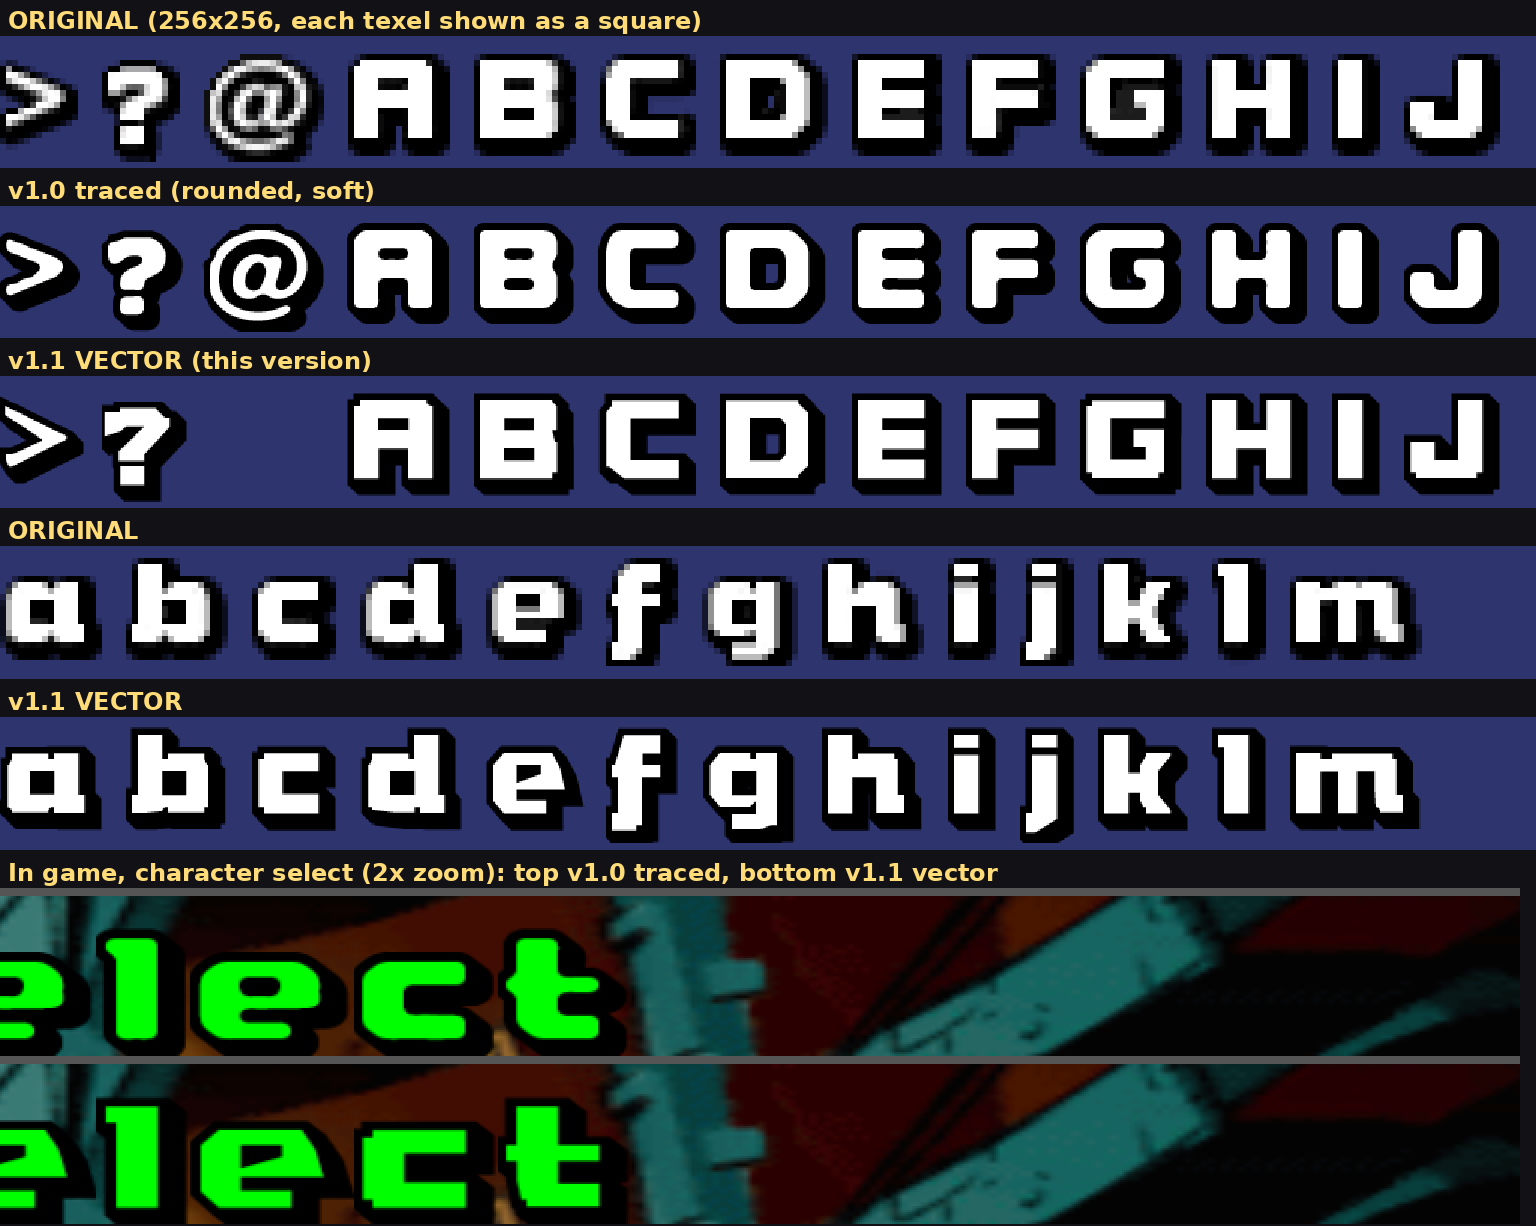 ORIGINAL (256x256, each texel shown as a square)
>?@ABCDEFGHIJ
v1.0 traced (rounded, soft)
>?@ABCDEFGHIJ
v1.1 VECTOR (this version)
>? ABCDEFGHIJ
ORIGINAL
abcdefghijklm
v1.1 VECTOR
abcdefghijklm
In game, character select (2x zoom): top v1.0 traced, bottom v1.1 vector
elect
elect